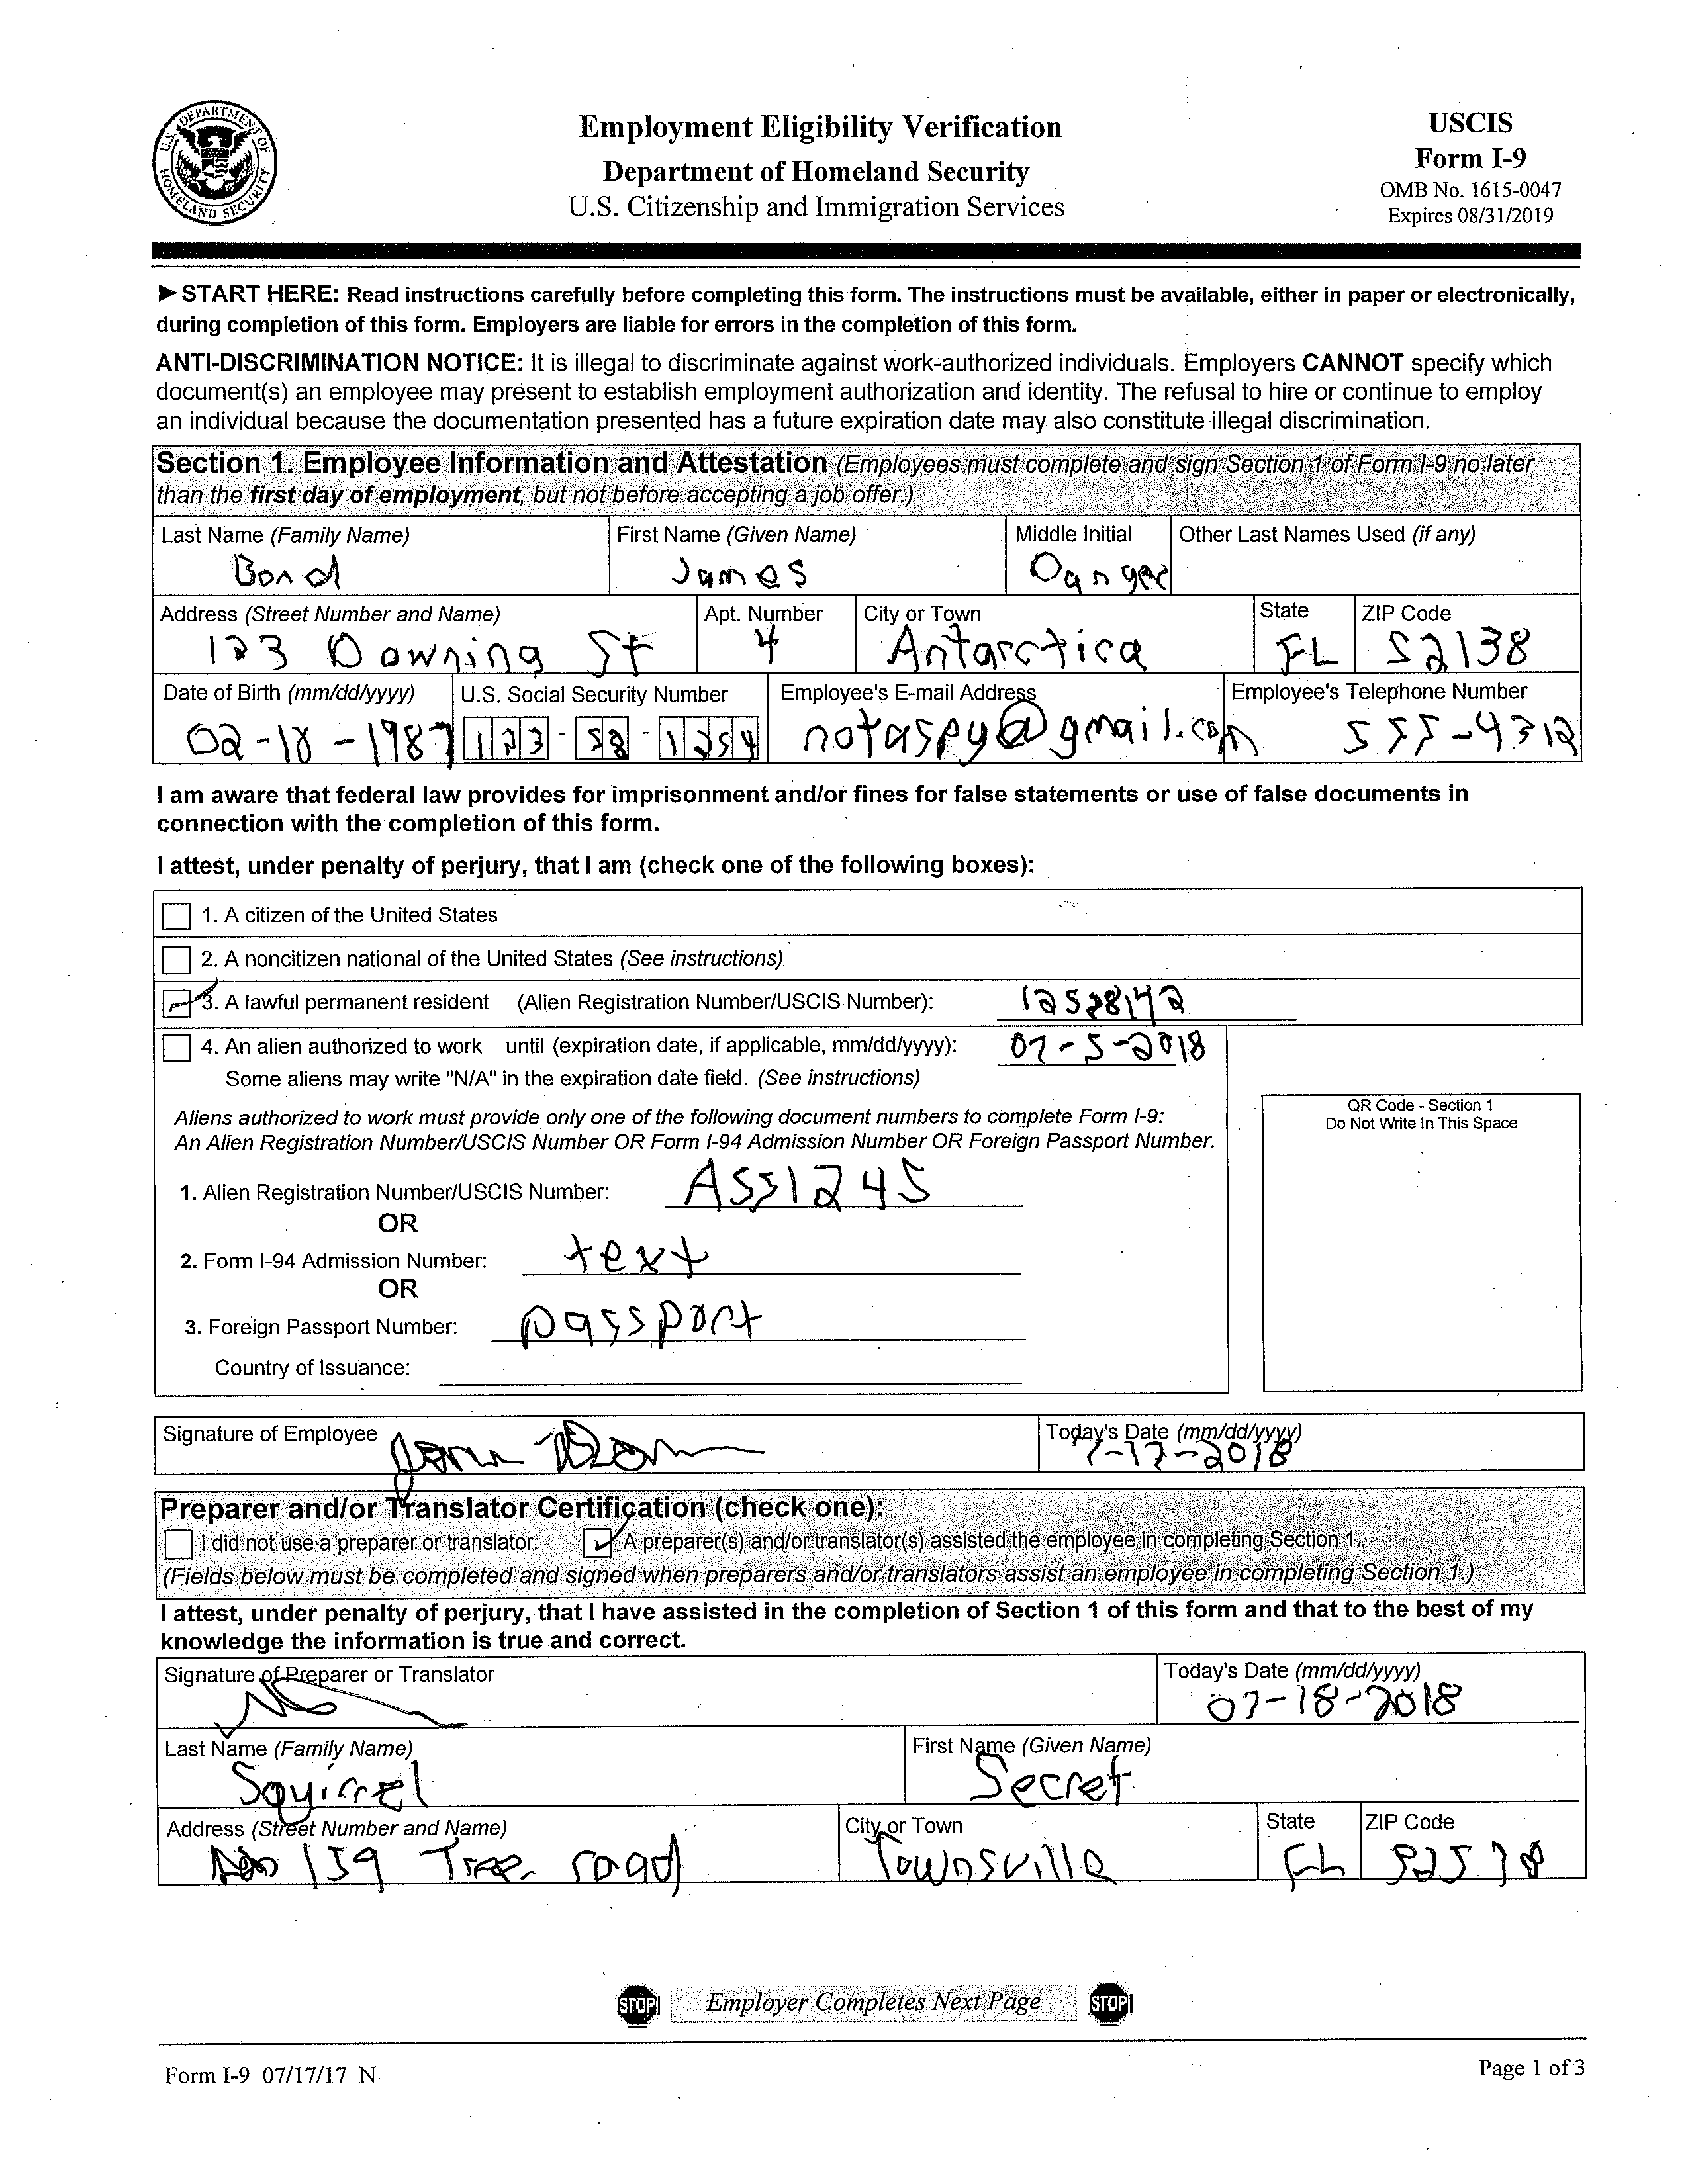 U.S. DEPARTMENT OF HOMELAND SECURITY
Employment Eligibility Verification
Department of Homeland Security
U.S. Citizenship and Immigration Services
USCIS
Form I-9
OMB No. 1615-0047
Expires 08/31/2019
►START HERE: Read instructions carefully before completing this form. The instructions must be available, either in paper or electronically,
during completion of this form. Employers are liable for errors in the completion of this form.
ANTI-DISCRIMINATION NOTICE: It is illegal to discriminate against work-authorized individuals. Employers CANNOT specify which
document(s) an employee may present to establish employment authorization and identity. The refusal to hire or continue to employ
an individual because the documentation presented has a future expiration date may also constitute illegal discrimination.
Section 1. Employee Information and Attestation (Employees must complete and sign Section 1 of Form I-9 no later
than the first day of employment, but not before accepting a job offer.)
Last Name (Family Name) First Name (Given Name) Middle Initial Other Last Names Used (if any)
Bond James Danger
Address (Street Number and Name) Apt. Number City or Town State ZIP Code
123 Downing St 4 Antarctica FL 52138
Date of Birth (mm/dd/yyyy) U.S. Social Security Number Employee's E-mail Address Employee's Telephone Number
02-18-1987 123 - 58 - 1254 notaspy@gmail.com 555-4312
I am aware that federal law provides for imprisonment and/or fines for false statements or use of false documents in
connection with the completion of this form.
I attest, under penalty of perjury, that I am (check one of the following boxes):
1. A citizen of the United States
2. A noncitizen national of the United States (See instructions)
3. A lawful permanent resident (Alien Registration Number/USCIS Number): 12528142
4. An alien authorized to work until (expiration date, if applicable, mm/dd/yyyy): 07-5-2018
Some aliens may write "N/A" in the expiration date field. (See instructions)
Aliens authorized to work must provide only one of the following document numbers to complete Form I-9:
An Alien Registration Number/USCIS Number OR Form I-94 Admission Number OR Foreign Passport Number.
QR Code - Section 1
Do Not Write In This Space
1. Alien Registration Number/USCIS Number: A551245
OR
2. Form I-94 Admission Number: text
OR
3. Foreign Passport Number: passport
Country of Issuance:
Signature of Employee Today's Date (mm/dd/yyyy)
7-17-2018
Preparer and/or Translator Certification (check one):
I did not use a preparer or translator. A preparer(s) and/or translator(s) assisted the employee in completing Section 1.
(Fields below must be completed and signed when preparers and/or translators assist an employee in completing Section 1.)
I attest, under penalty of perjury, that I have assisted in the completion of Section 1 of this form and that to the best of my
knowledge the information is true and correct.
Signature of Preparer or Translator Today's Date (mm/dd/yyyy)
07-18-2018
Last Name (Family Name) First Name (Given Name)
Squirrel Secret
Address (Street Number and Name) City or Town State ZIP Code
159 Tree road Townsville FL 52578
STOP Employer Completes Next Page STOP
Form I-9 07/17/17 N Page 1 of 3